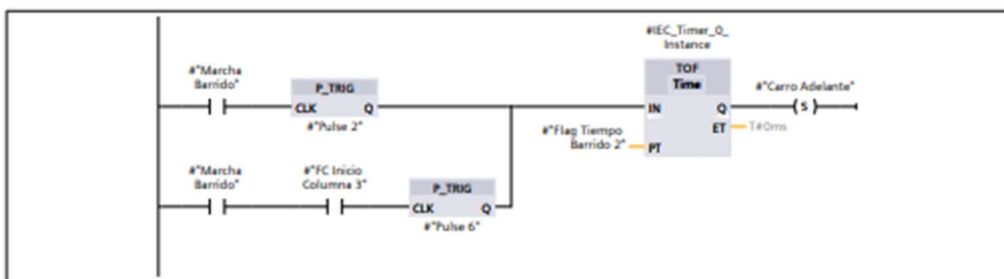 #IEC_Timer_0_
Instance
#"Marcha
Barrido"
P_TRIG
CLK Q
#"Pulse 2"
TOF
Time
IN Q
ET
PT
#"Carro Adelante"
S
T#0ms
#"Flag Tiempo
Barrido 2"
#"Marcha
Barrido"
#"FC Inicio
Columna 3"
P_TRIG
CLK Q
#"Pulse 6"